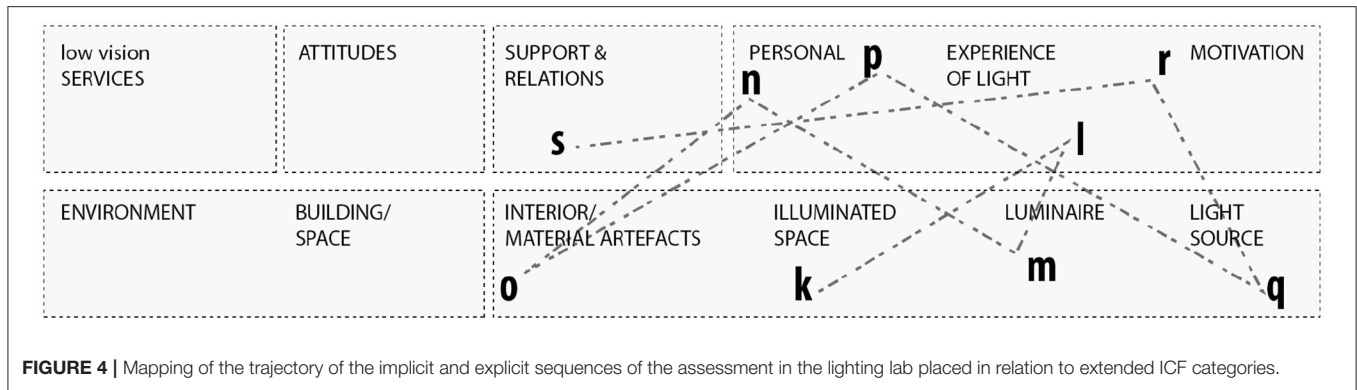 low vision
SERVICES
ATTITUDES
SUPPORT &
RELATIONS
PERSONAL
EXPERIENCE
OF LIGHT
MOTIVATION
n
p
r
s
l
ENVIRONMENT
BUILDING/
SPACE
INTERIOR/
MATERIAL ARTEFACTS
ILLUMINATED
SPACE
LUMINAIRE
LIGHT
SOURCE
o
k
m
q
FIGURE 4 | Mapping of the trajectory of the implicit and explicit sequences of the assessment in the lighting lab placed in relation to extended ICF categories.